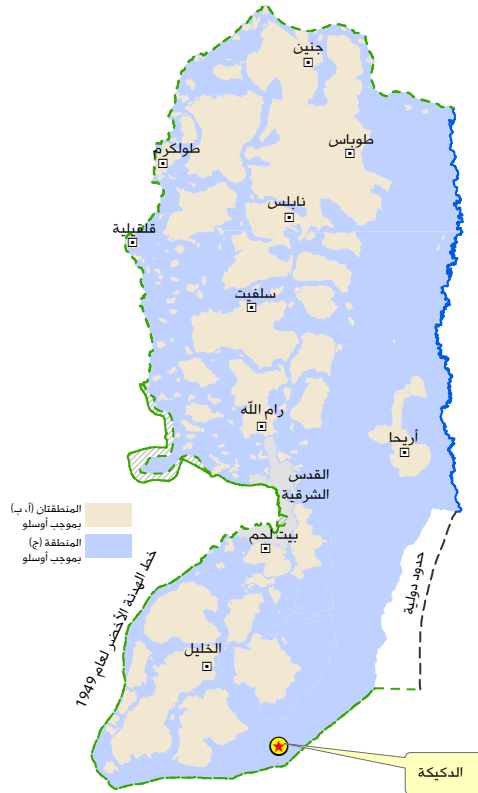 جنين
طوباس
طولكرم
نابلس
قلقيلية
سلفيت
رام الله
أريحا
القدس
الشرقية
المنطقتان (أ، ب)
بموجب أوسلو
المنطقة (ج)
بموجب أوسلو
بيت لحم
خط الهدنة الأخضر لعام 1949
حدود دولية
الخليل
الدكيكة